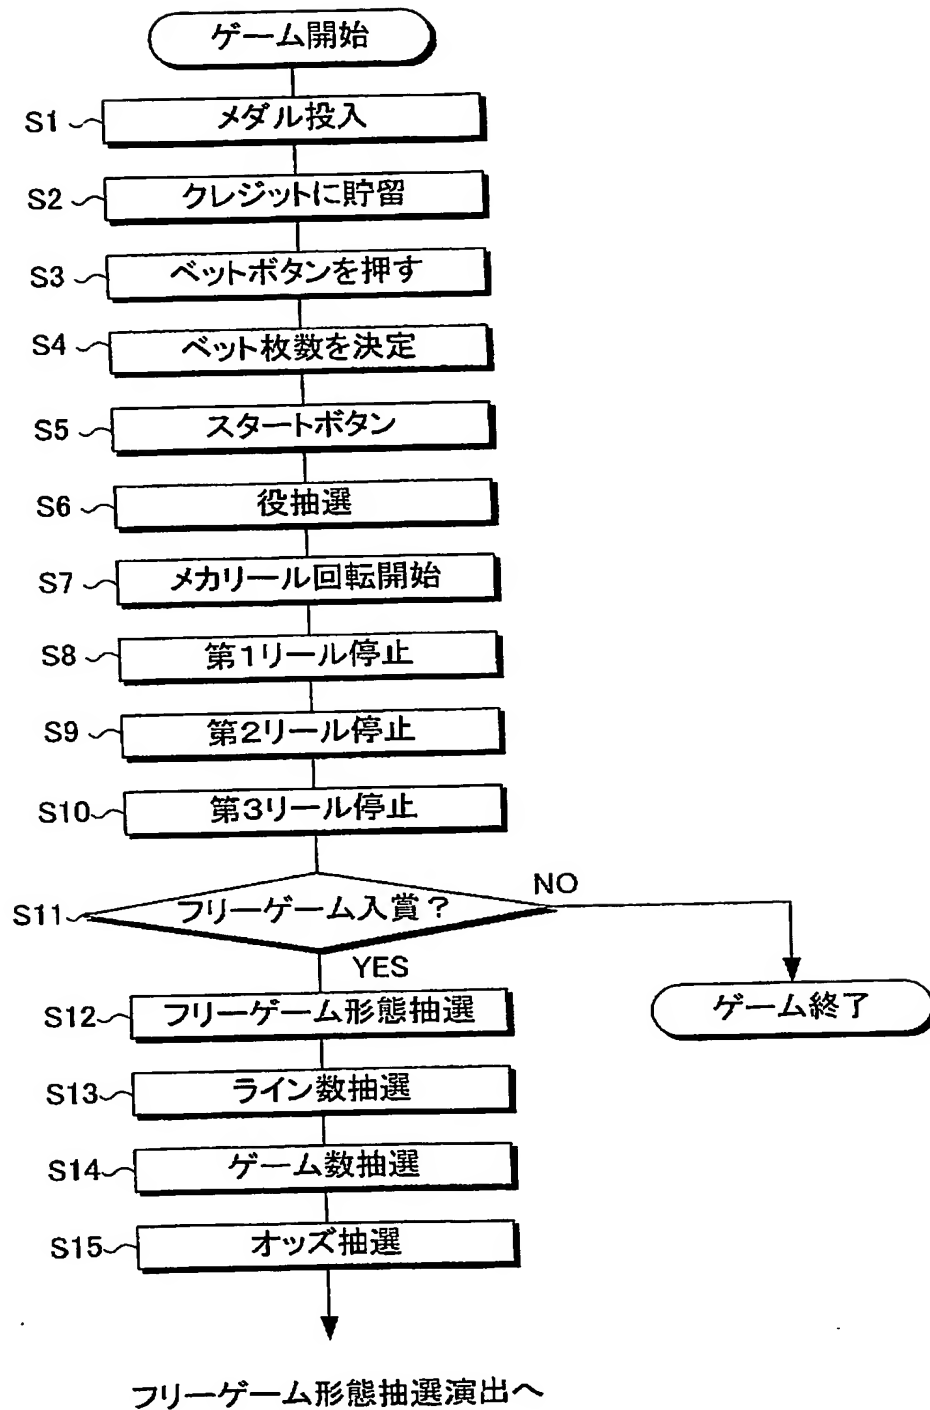 ゲーム開始
S1 メダル投入
S2 クレジットに貯留
S3 ベットボタンを押す
S4 ベット枚数を決定
S5 スタートボタン
S6 役抽選
S7 メカリール回転開始
S8 第1リール停止
S9 第2リール停止
S10 第3リール停止
S11 フリーゲーム入賞? NO
YES
S12 フリーゲーム形態抽選
ゲーム終了
S13 ライン数抽選
S14 ゲーム数抽選
S15 オッズ抽選
フリーゲーム形態抽選演出へ